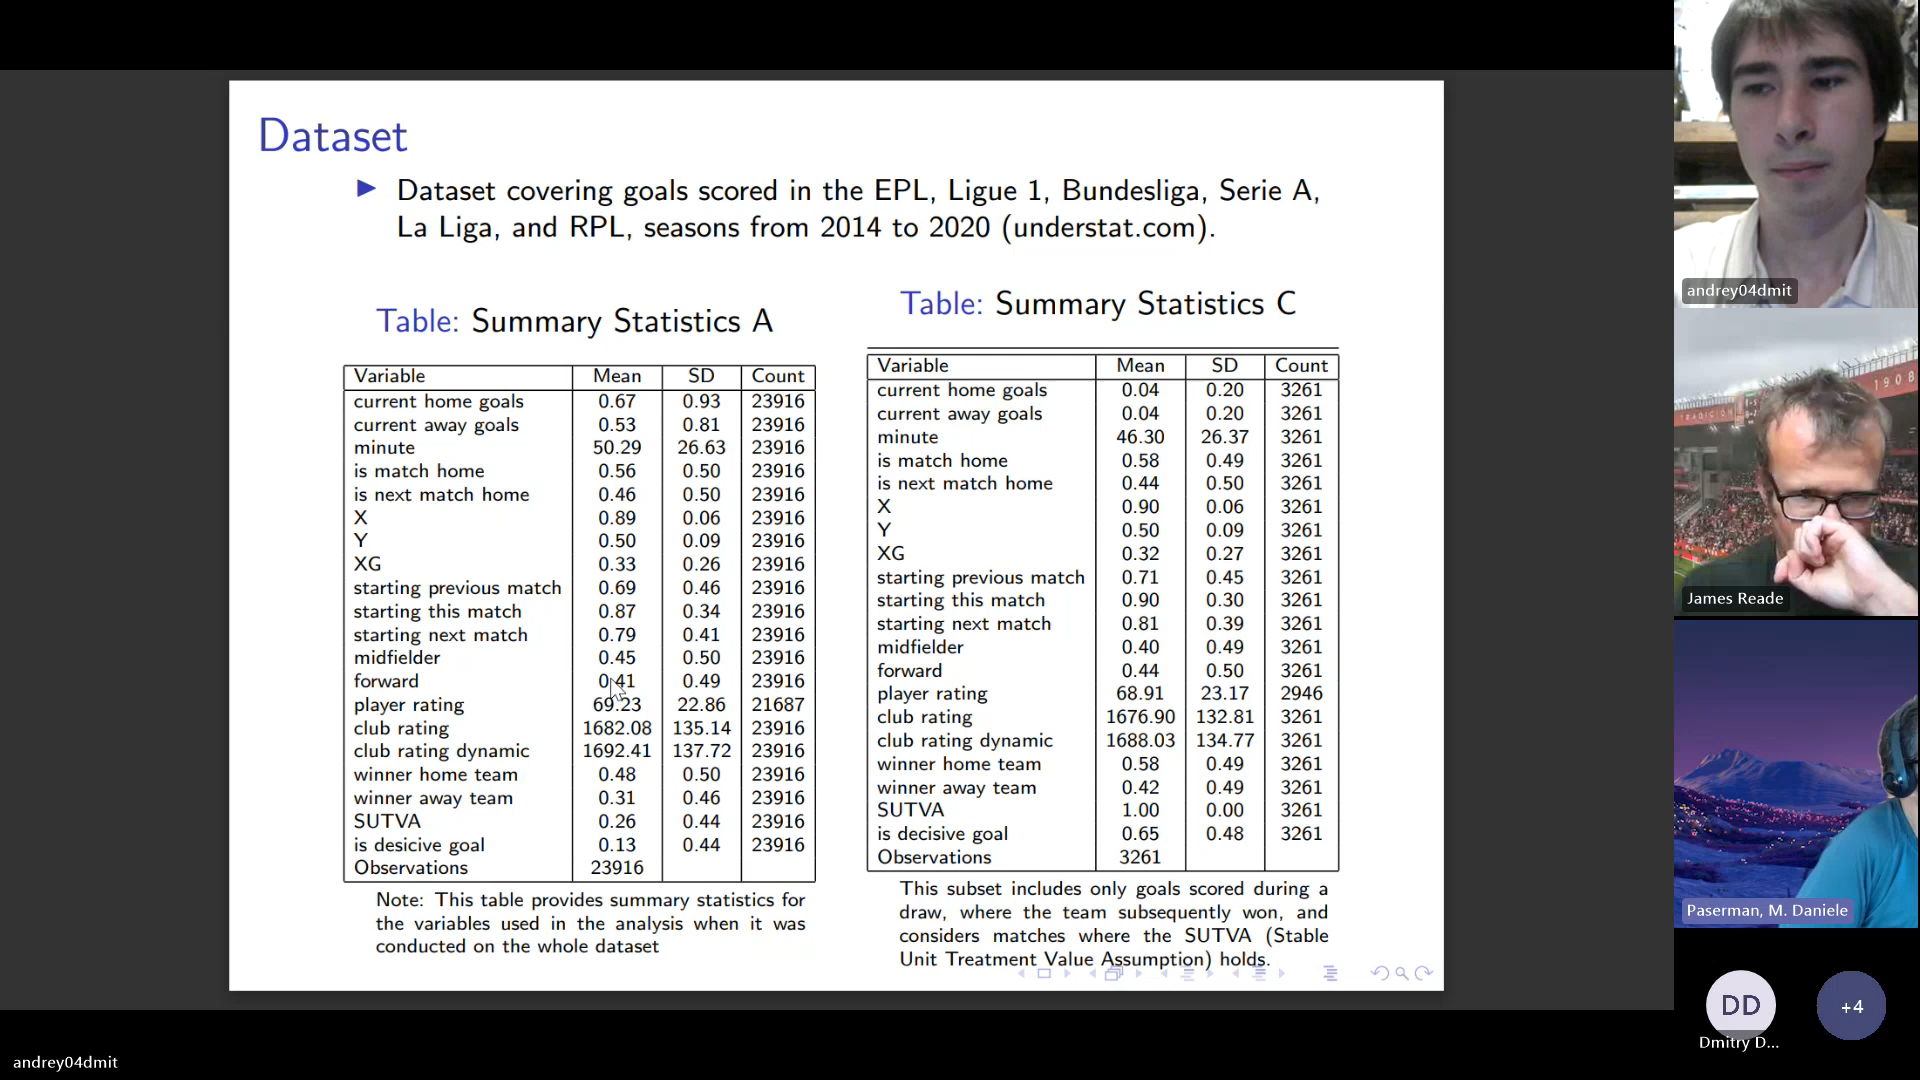 Dataset
Dataset covering goals scored in the EPL, Ligue 1, Bundesliga, Serie A,
La Liga, and RPL, seasons from 2014 to 2020 (understat.com).
Table: Summary Statistics A
Variable Mean SD Count
current home goals 0.67 0.93 23916
current away goals 0.53 0.81 23916
minute 50.29 26.63 23916
is match home 0.56 0.50 23916
is next match home 0.46 0.50 23916
X 0.89 0.06 23916
Y 0.50 0.09 23916
XG 0.33 0.26 23916
starting previous match 0.69 0.46 23916
starting this match 0.87 0.34 23916
starting next match 0.79 0.41 23916
midfielder 0.45 0.50 23916
forward 0.41 0.49 23916
player rating 69.23 22.86 21687
club rating 1682.08 135.14 23916
club rating dynamic 1692.41 137.72 23916
winner home team 0.48 0.50 23916
winner away team 0.31 0.46 23916
SUTVA 0.26 0.44 23916
is desicive goal 0.13 0.44 23916
Observations 23916
Note: This table provides summary statistics for
the variables used in the analysis when it was
conducted on the whole dataset
Table: Summary Statistics C
Variable Mean SD Count
current home goals 0.04 0.20 3261
current away goals 0.04 0.20 3261
minute 46.30 26.37 3261
is match home 0.58 0.49 3261
is next match home 0.44 0.50 3261
X 0.90 0.06 3261
Y 0.50 0.09 3261
XG 0.32 0.27 3261
starting previous match 0.71 0.45 3261
starting this match 0.90 0.30 3261
starting next match 0.81 0.39 3261
midfielder 0.40 0.49 3261
forward 0.44 0.50 3261
player rating 68.91 23.17 2946
club rating 1676.90 132.81 3261
club rating dynamic 1688.03 134.77 3261
winner home team 0.58 0.49 3261
winner away team 0.42 0.49 3261
SUTVA 1.00 0.00 3261
is decisive goal 0.65 0.48 3261
Observations 3261
This subset includes only goals scored during a
draw, where the team subsequently won, and
considers matches where the SUTVA (Stable
Unit Treatment Value Assumption) holds.
andrey04dmit
1908
TRADICION
James Reade
Paserman, M. Daniele
DD
+4
Dmitry D...
andrey04dmit